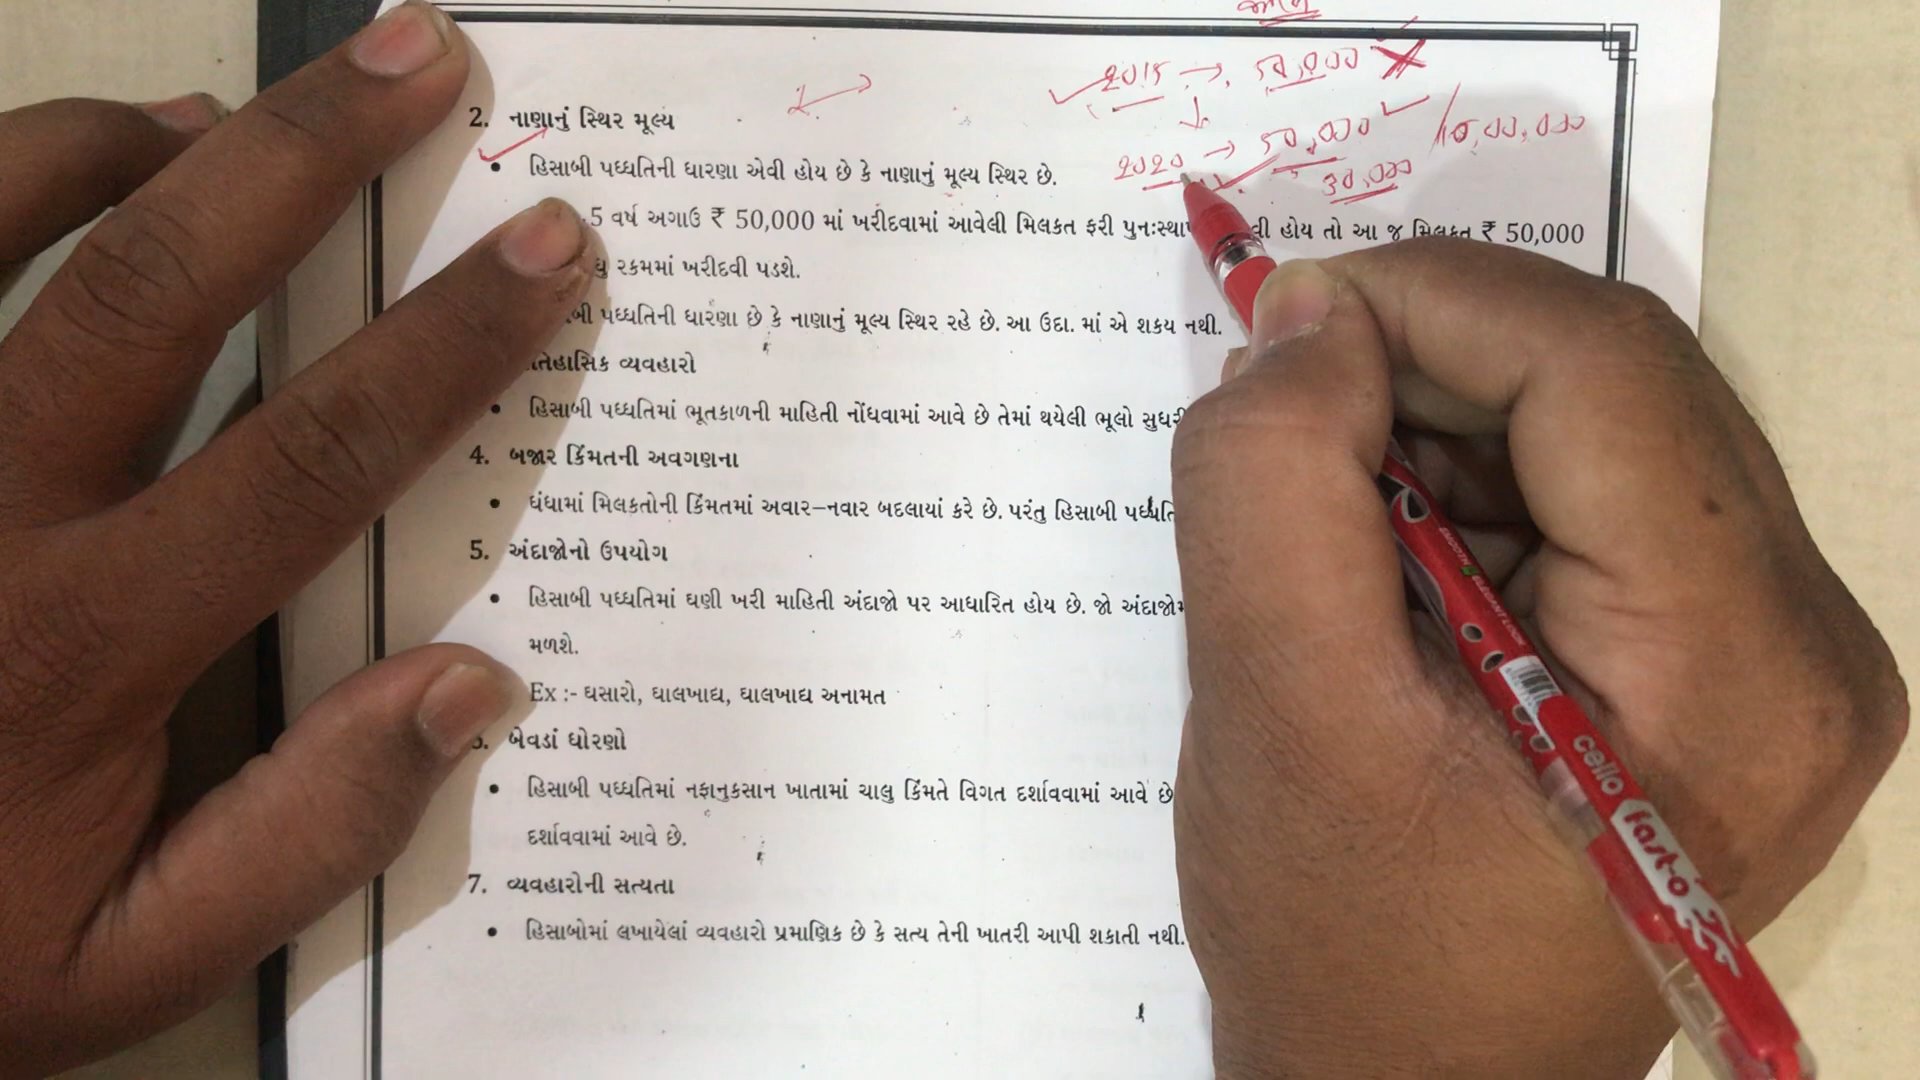 2015 → 50,000
2. નાણાનું સ્થિર મૂલ્ય
2020 → 50,000
10,00,000
• હિસાબી પધ્ધતિની ધારણા એવી હોય છે કે નાણાનું મૂલ્ય સ્થિર છે.
30,000
5 વર્ષ અગાઉ ₹ 50,000 માં ખરીદવામાં આવેલી મિલકત ફરી હોય તો આ જ મિલકત ₹ 50,000
રકમમાં ખરીદવી પડશે.
પધ્ધતિની ધારણા છે કે નાણાનું મૂલ્ય સ્થિર રહે છે. આ ઉદા. માં એ શકય નથી.
વ્યવહારો
• હિસાબી પધ્ધતિમાં ભૂતકાળની માહિતી નોંધવામાં આવે છે તેમાં થયેલી ભૂલો
4. બજાર કિંમતની અવગણના
• ધંધામાં મિલકતોની કિંમતમાં અવાર–નવાર બદલાયાં કરે છે. પરંતુ હિસાબી
5. અંદાજોનો ઉપયોગ
• હિસાબી પધ્ધતિમાં ઘણી ખરી માહિતી અંદાજો પર આધારિત હોય છે. જો
મળશે.
Ex :- ઘસારો, ઘાલખાધ, ઘાલખાધ અનામત
બેવડાં ધોરણો
• હિસાબી પધ્ધતિમાં નફાનુકસાન ખાતામાં ચાલુ કિંમતે વિગત દર્શાવવામાં આવે છે
દર્શાવવામાં આવે છે.
7. વ્યવહારોની સત્યતા
• હિસાબોમાં લખાયેલાં વ્યવહારો પ્રમાણિક છે કે સત્ય તેની ખાતરી આપી શકાતી નથી.
cello